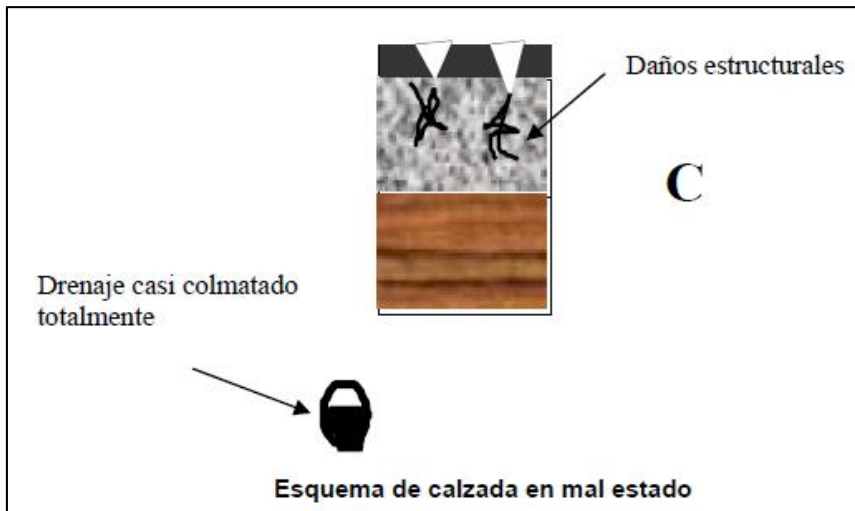 Daños estructurales
C
Drenaje casi colmatado
totalmente
Esquema de calzada en mal estado